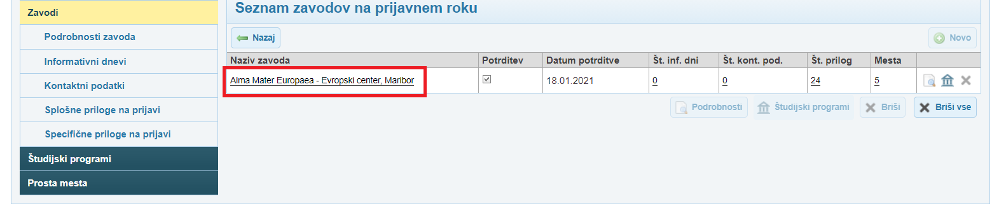 Zavodi
Podrobnosti zavoda
Informativni dnevi
Kontaktni podatki
Splošne priloge na prijavi
Specifične priloge na prijavi
Študijski programi
Prosta mesta
Seznam zavodov na prijavnem roku
Nazaj Novo
Naziv zavoda Potrditev Datum potrditve Št. inf. dni Št. kont. pod. Št. prilog Mesta
Alma Mater Europaea - Evropski center, Maribor 18.01.2021 0 0 24 5
Podrobnosti Študijski programi Briši Briši vse